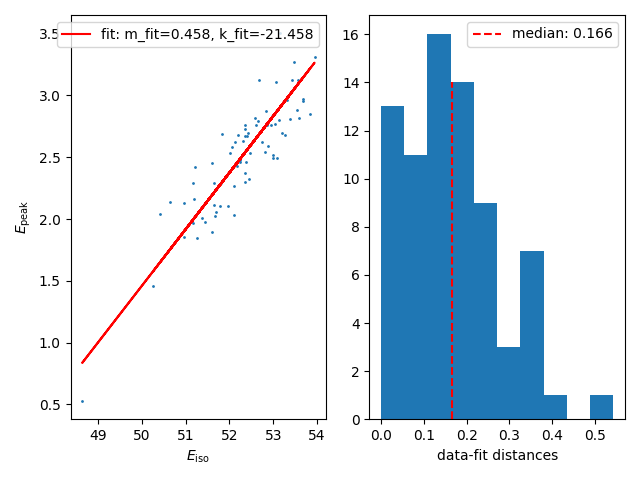 fit: m_fit=0.458, k_fit=-21.458
3.5
3.0
2.5
2.0
1.5
1.0
0.5
E_peak
49 50 51 52 53 54
E_iso
median: 0.166
16
14
12
10
8
6
4
2
0
0.0 0.1 0.2 0.3 0.4 0.5
data-fit distances